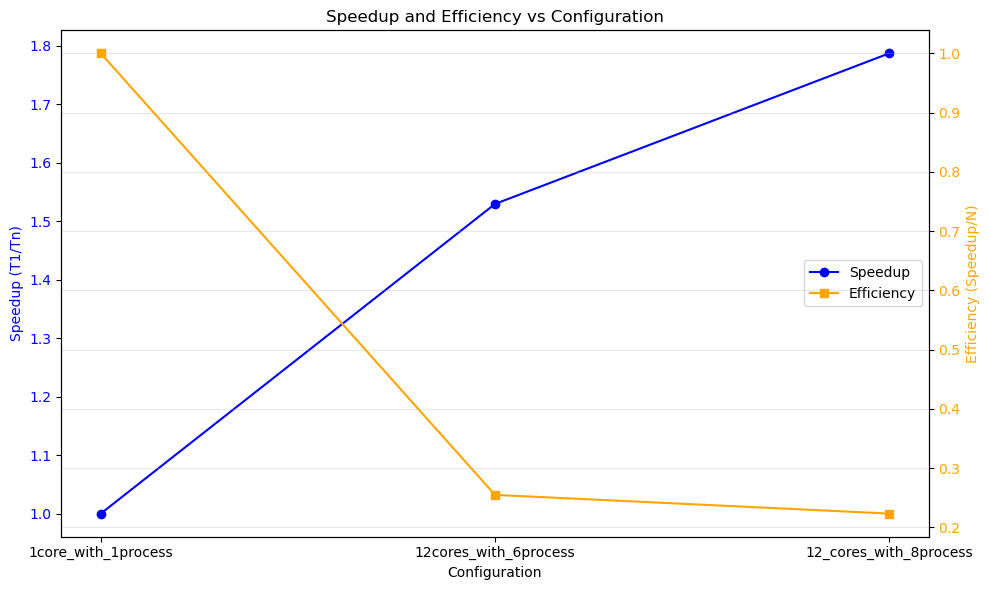 Speedup and Efficiency vs Configuration
1.8
1.7
1.6
1.5
1.4
1.3
1.2
1.1
1.0
Speedup (T1/Tn)
1.0
0.9
0.8
0.7
0.6
0.5
0.4
0.3
0.2
Efficiency (Speedup/N)
Speedup
Efficiency
1core_with_1process
12cores_with_6process
12_cores_with_8process
Configuration